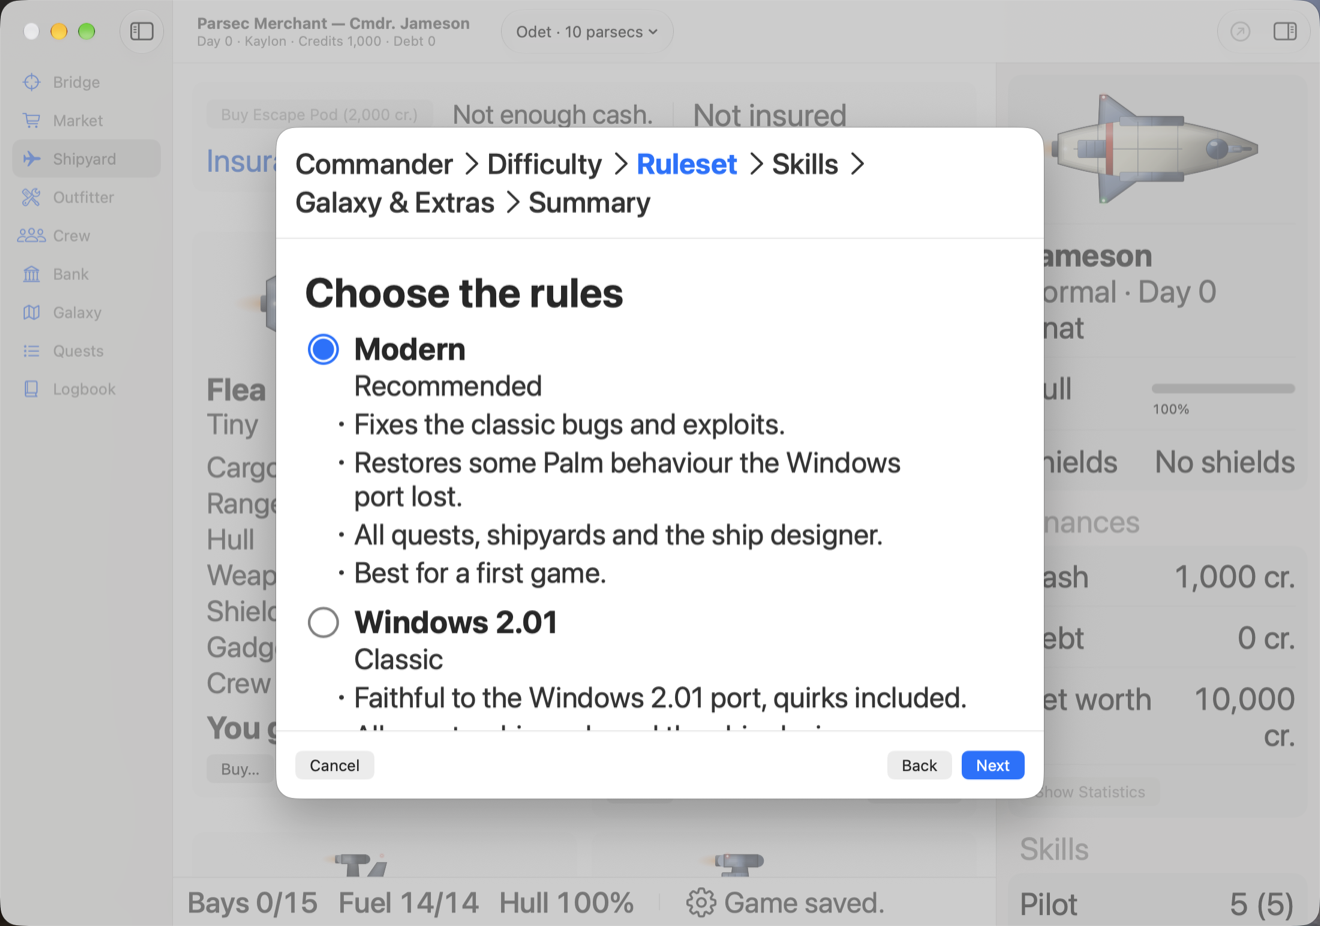 Parsec Merchant — Cmdr. Jameson
Day 0 · Kaylon · Credits 1,000 · Debt 0
Odet · 10 parsecs
Bridge
Market
Shipyard
Outfitter
Crew
Bank
Galaxy
Quests
Logbook
Buy Escape Pod (2,000 cr.)
Not enough cash.
Not insured
Commander > Difficulty > Ruleset > Skills >
Galaxy & Extras > Summary
Choose the rules
Modern
Recommended
· Fixes the classic bugs and exploits.
· Restores some Palm behaviour the Windows
port lost.
· All quests, shipyards and the ship designer.
· Best for a first game.
Windows 2.01
Classic
· Faithful to the Windows 2.01 port, quirks included.
Cancel
Back
Next
Flea
Tiny
Hull
Crew
Buy...
Day 0
100%
No shields
1,000 cr.
0 cr.
10,000
cr.
Show Statistics
Skills
Pilot 5 (5)
Bays 0/15 Fuel 14/14 Hull 100%
Game saved.